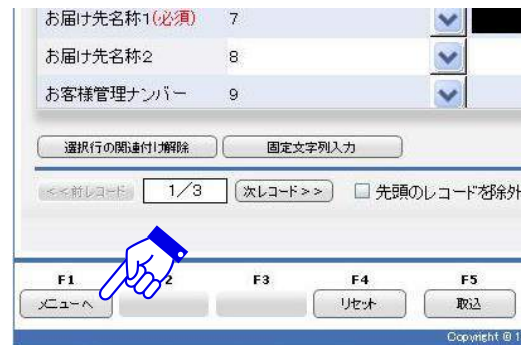 お届け先名称1(必須) 7
お届け先名称2 8
お客様管理ナンバー 9
選択行の関連付け解除 固定文字列入力
<<前レコード 1/3 次レコード>> 先頭のレコードを除外
F1 2 F3 F4 F5
メニューへ リセット 取込
Copyright © 1